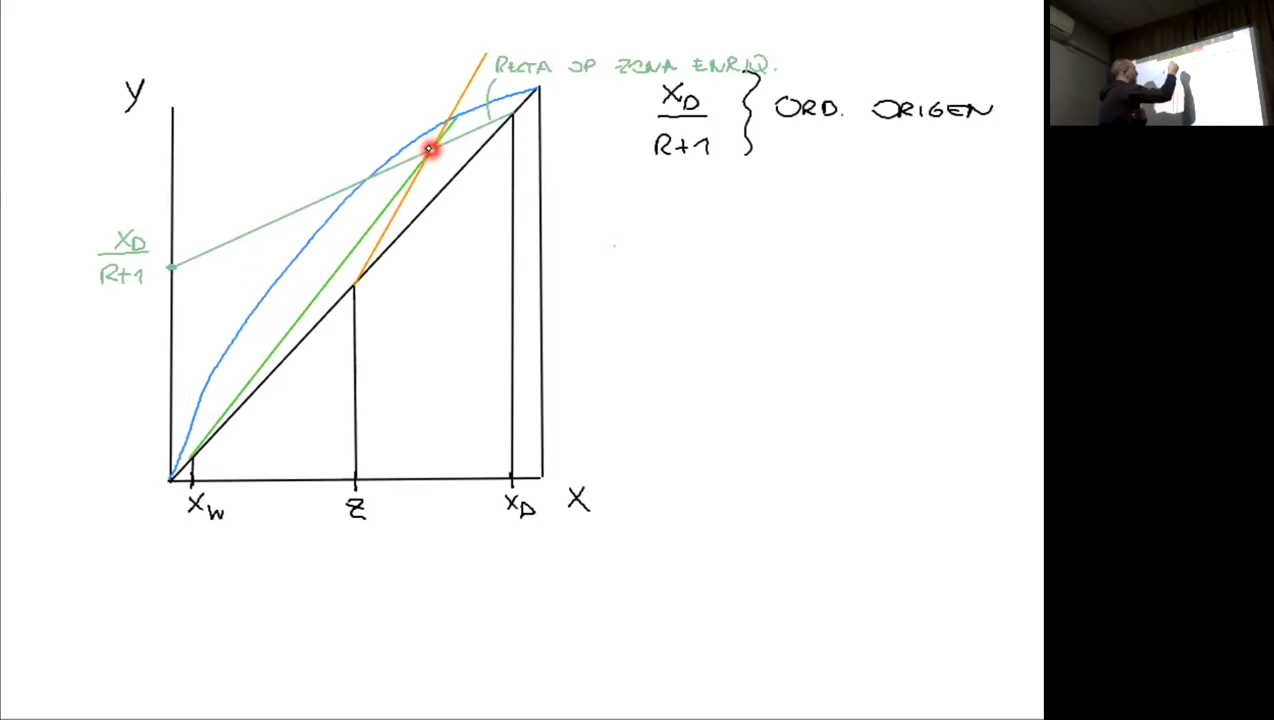 RECTA OP ZONA ENRIQ.
Y
X_D
R+1
} ORD. ORIGEN
X_D
R+1
X_W
Z
X_D
X